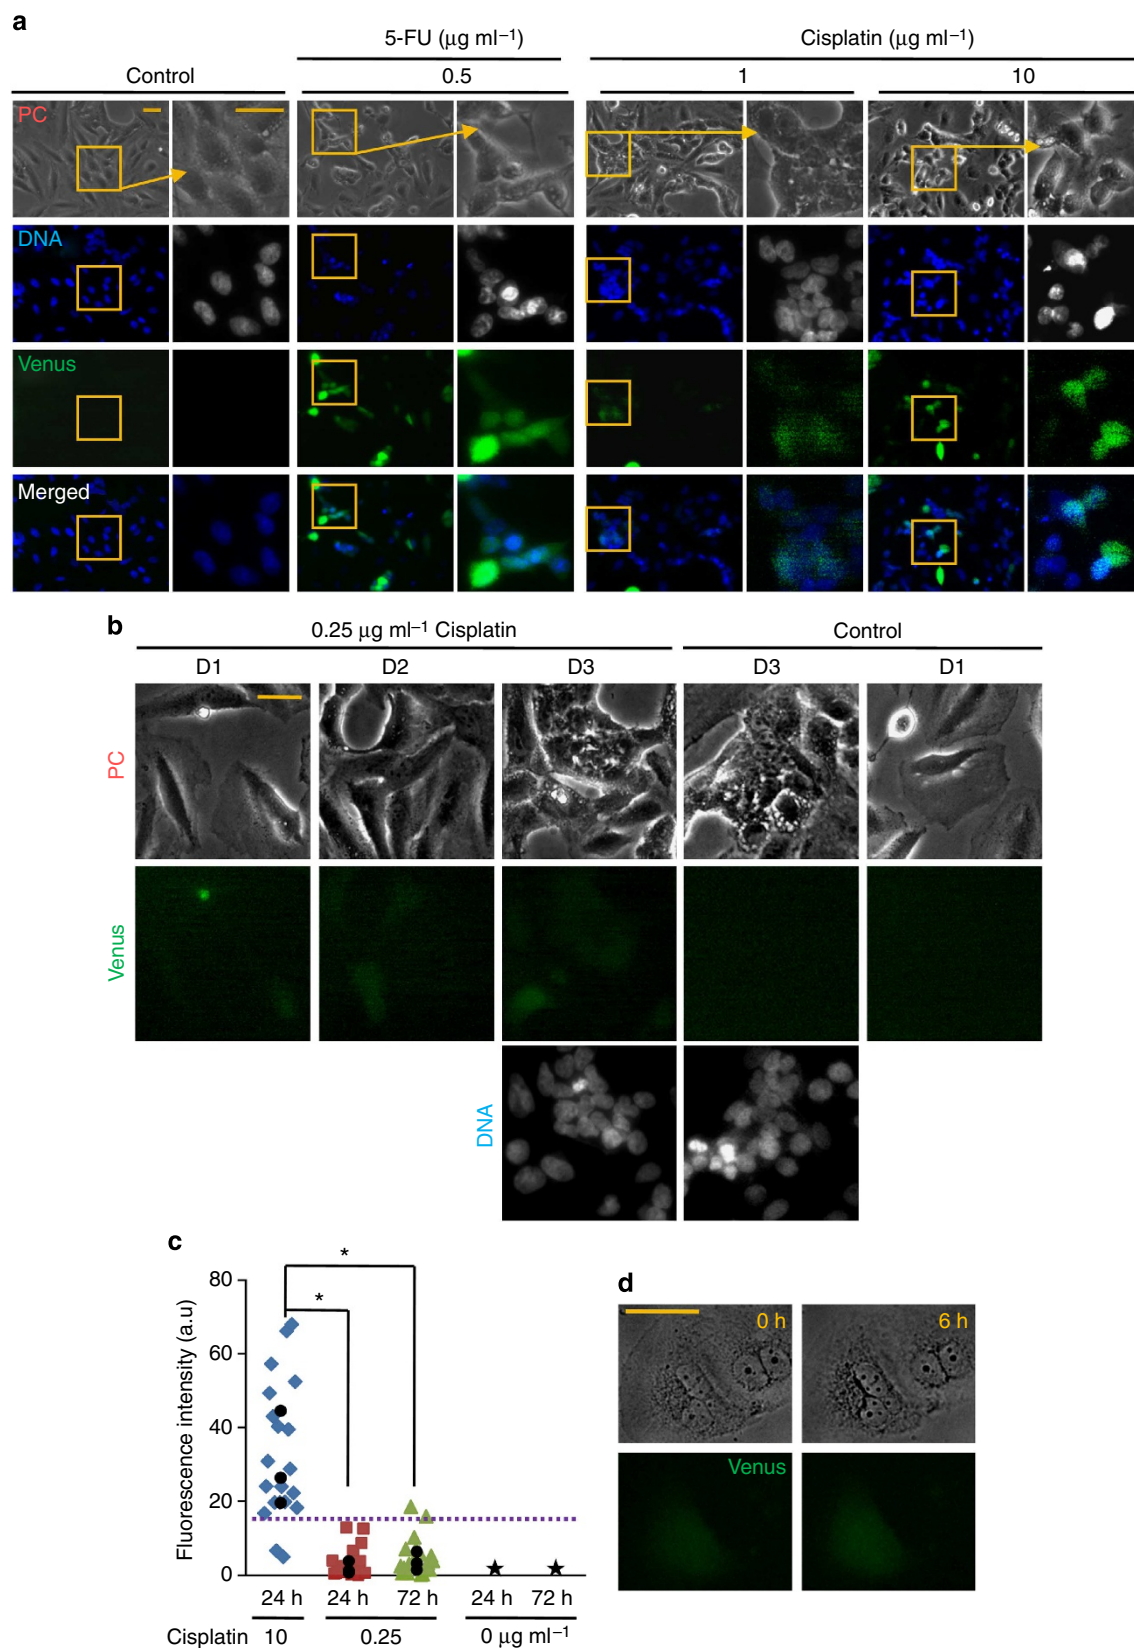 a
5-FU (μg ml⁻¹) Cisplatin (μg ml⁻¹)
Control 0.5 1 10
PC
DNA
Venus
Merged
b
0.25 μg ml⁻¹ Cisplatin Control
D1 D2 D3 D3 D1
PC
Venus
DNA
c
Fluorescence intensity (a.u)
80
60
40
20
0
* *
24 h 24 h 72 h 24 h 72 h
Cisplatin 10 0.25 0 μg ml⁻¹
d
0 h 6 h
Venus